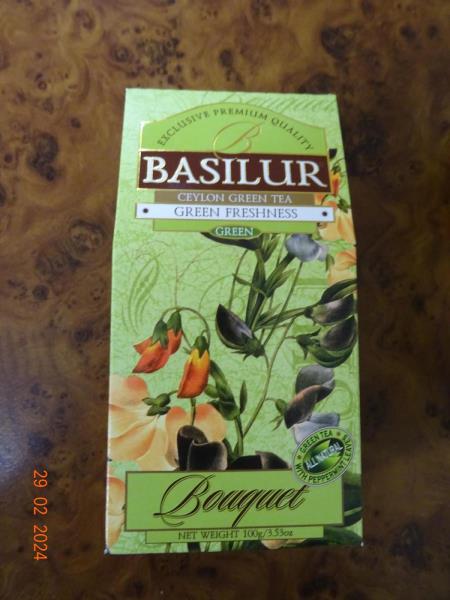 EXCLUSIVE PREMIUM QUALITY
B
BASILUR
CEYLON GREEN TEA
GREEN FRESHNESS
GREEN
GREEN TEA
WITH PEPPERMINT LEAVES
Bouquet
NET WEIGHT 100g/3.53oz
29 02 2024